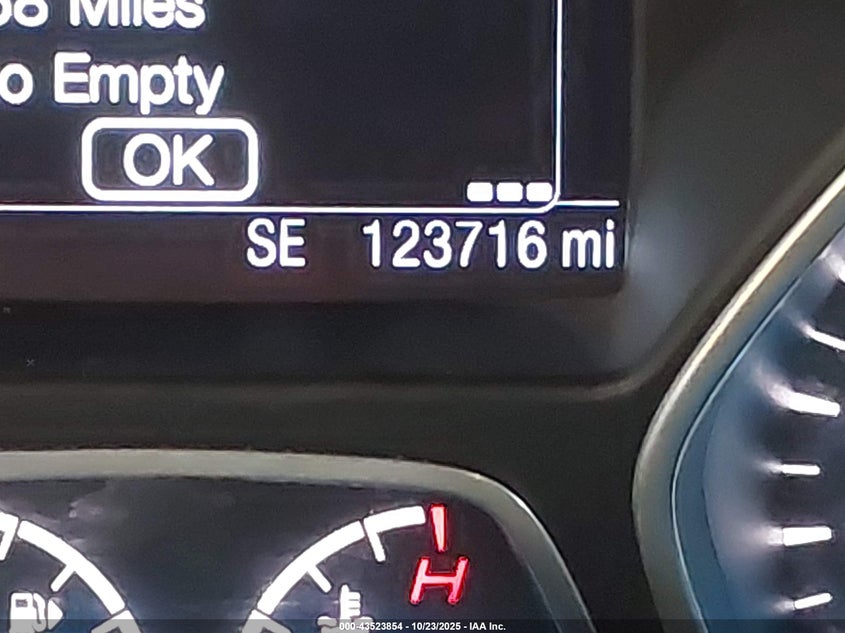 Miles
Empty
OK
SE 123716 mi
H
000-43523854 - 10/23/2025 - IAA Inc.